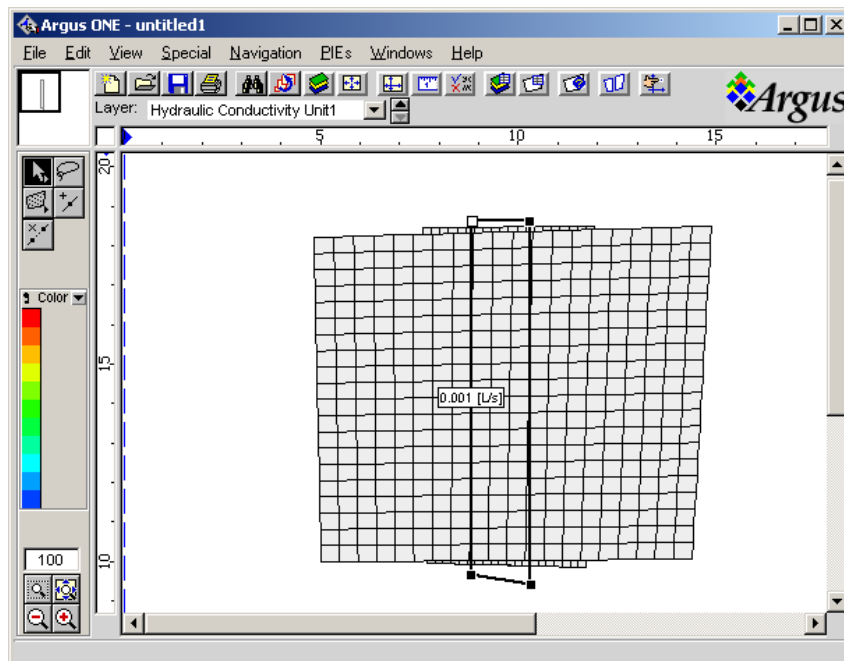 Argus ONE - untitled1
File Edit View Special Navigation PIEs Windows Help
Layer: Hydraulic Conductivity Unit1
Argus
5 10 15
20
15
10
Color
0.001 [L/s]
100